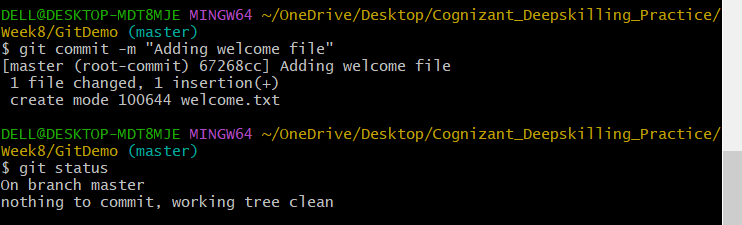 DELL@DESKTOP-MDT8MJE MINGW64 ~/OneDrive/Desktop/Cognizant_Deepskilling_Practice/
Week8/GitDemo (master)
$ git commit -m "Adding welcome file"
[master (root-commit) 67268cc] Adding welcome file
 1 file changed, 1 insertion(+)
 create mode 100644 welcome.txt

DELL@DESKTOP-MDT8MJE MINGW64 ~/OneDrive/Desktop/Cognizant_Deepskilling_Practice/
Week8/GitDemo (master)
$ git status
On branch master
nothing to commit, working tree clean